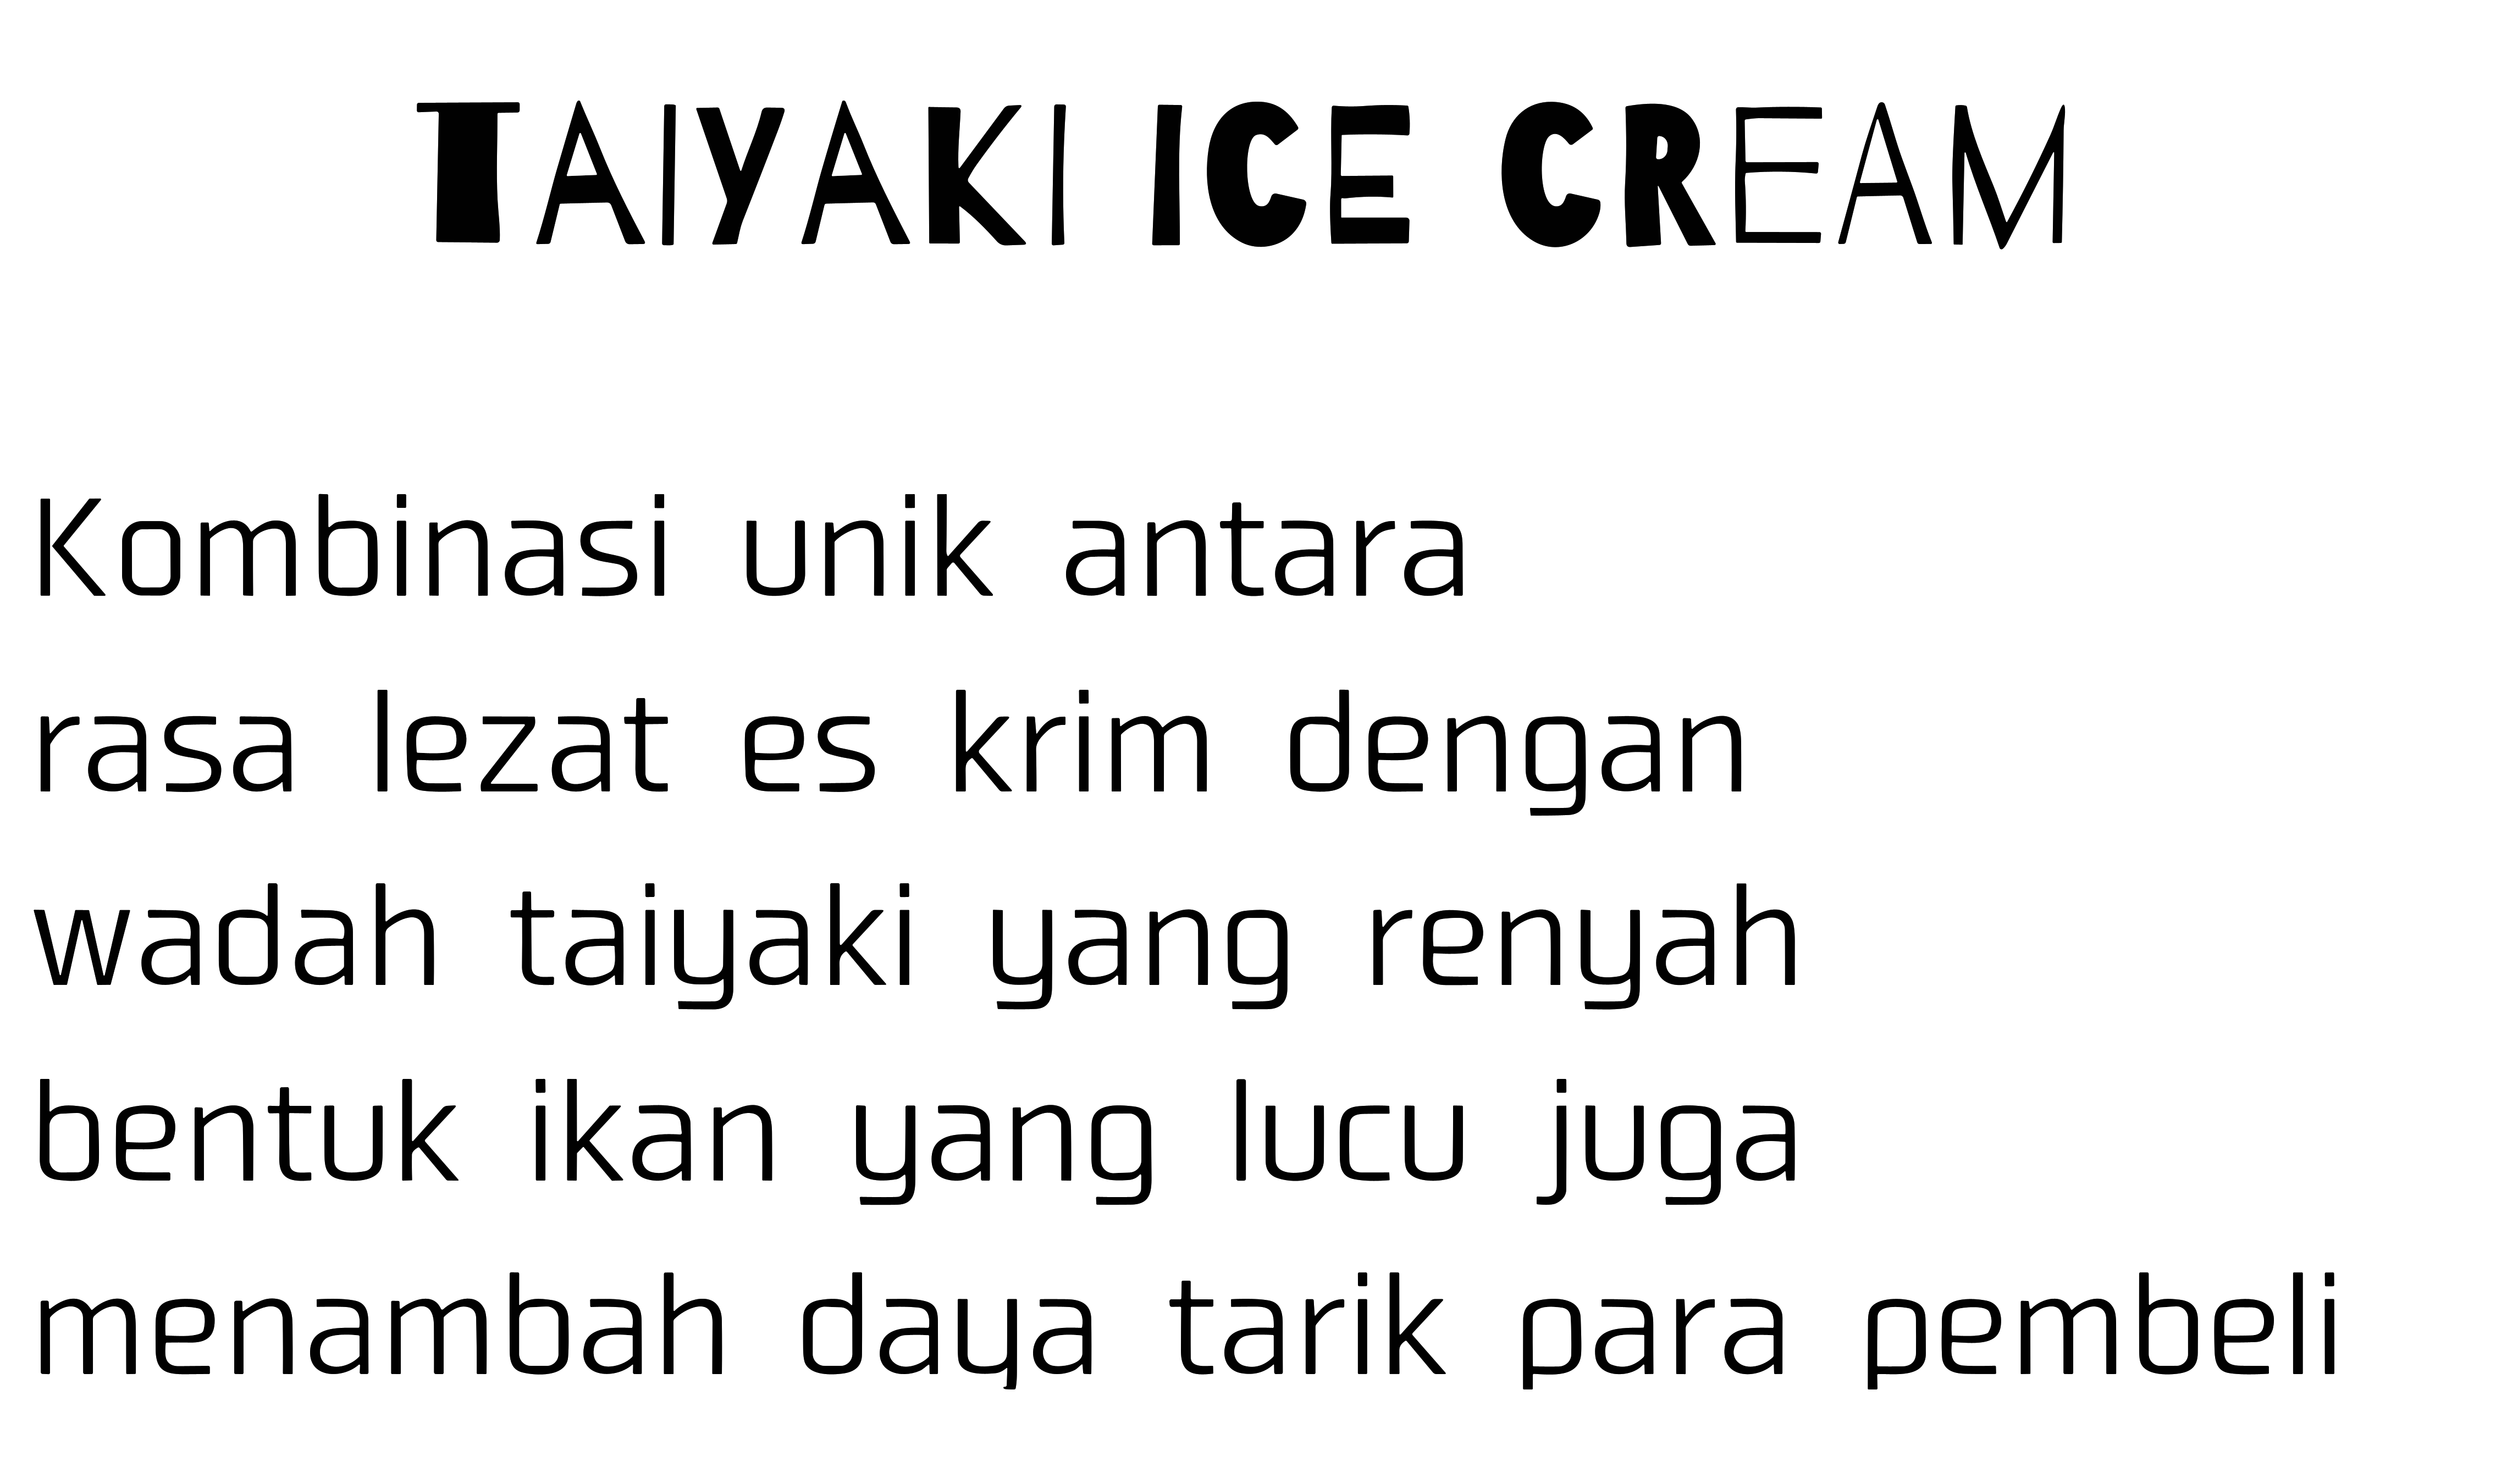 TAIYAKI ICE CREAM
Kombinasi unik antara
rasa lezat es krim dengan
wadah taiyaki yang renyah
bentuk ikan yang lucu juga
menambah daya tarik para pembeli